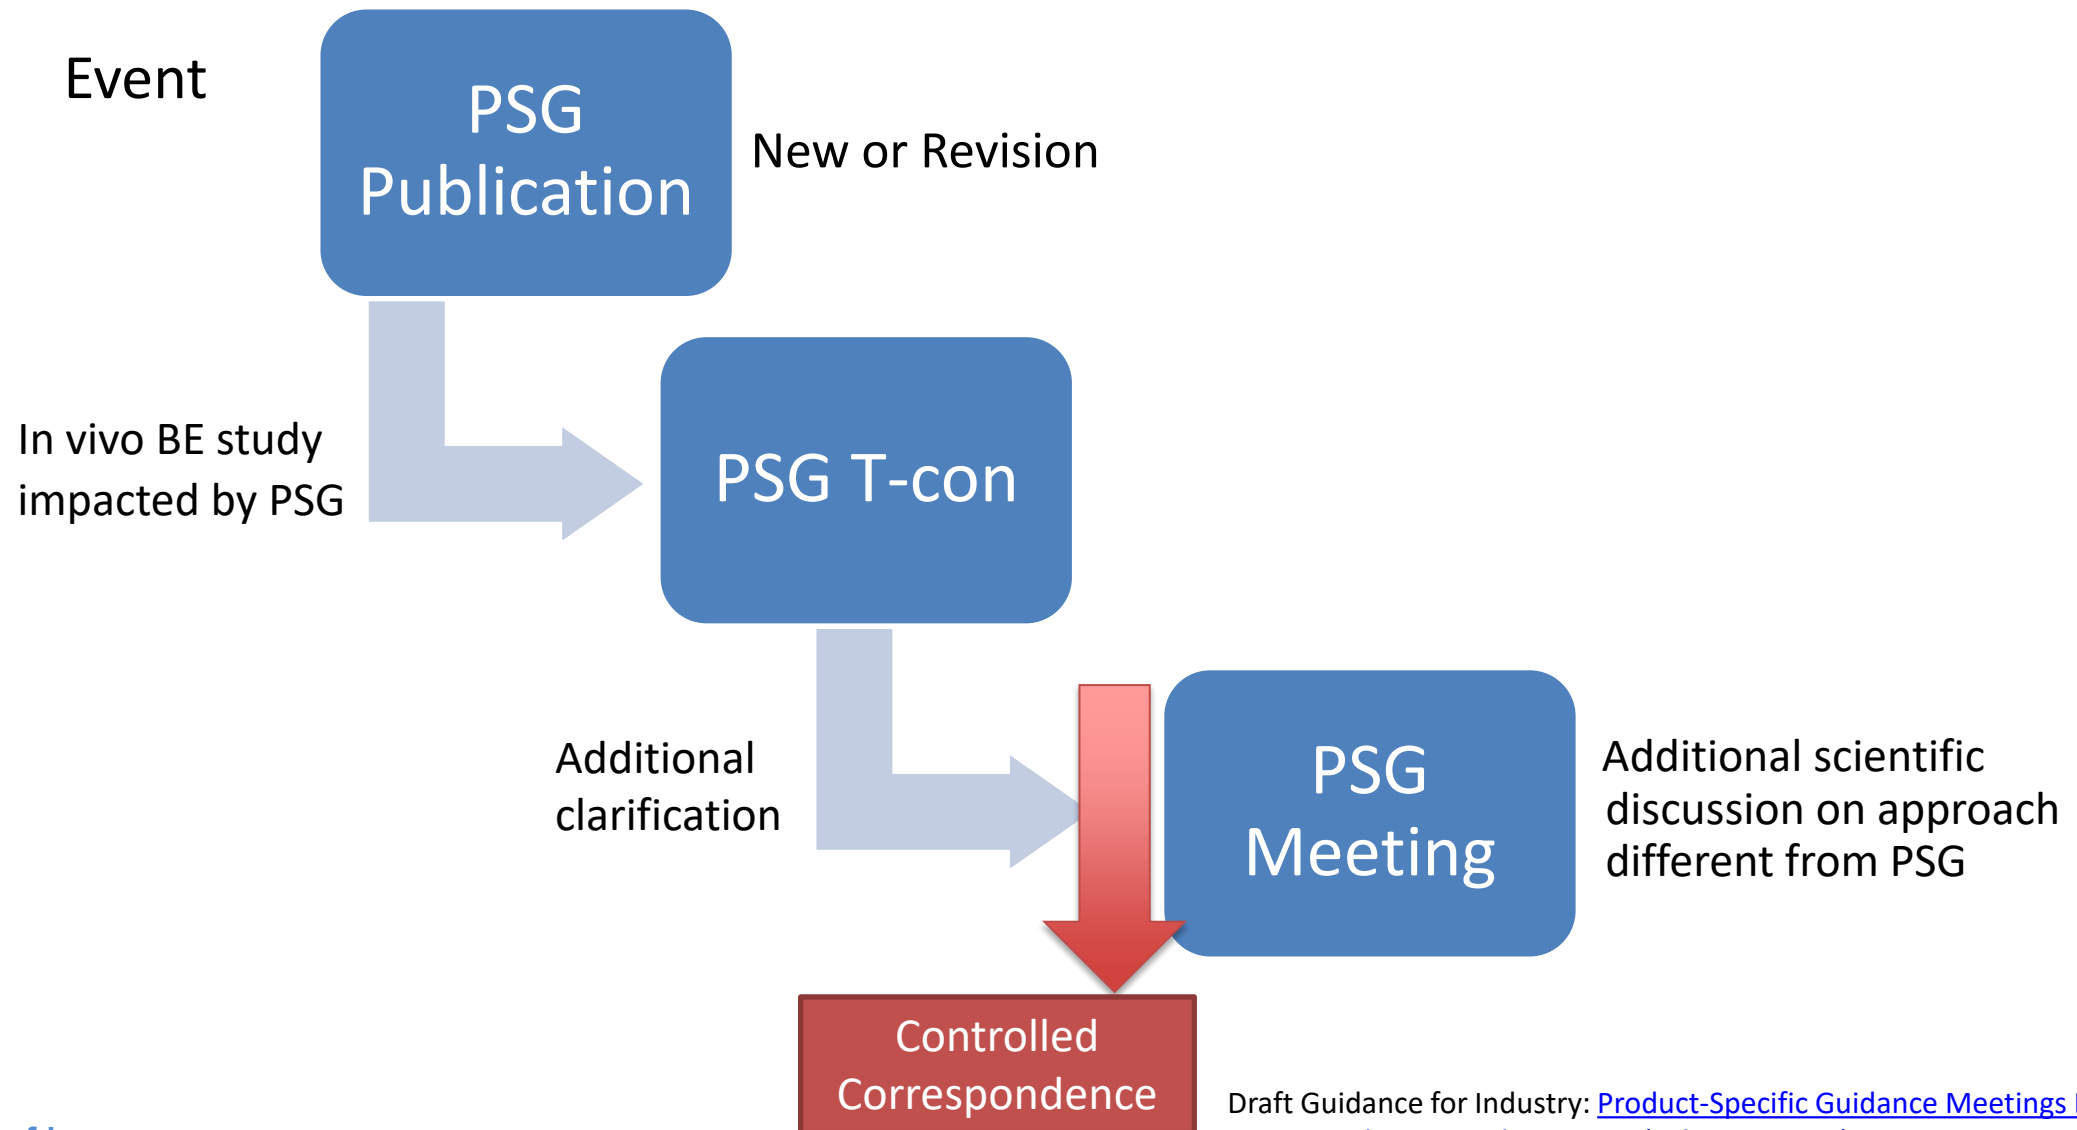 Event
PSG
Publication
New or Revision
In vivo BE study
impacted by PSG
PSG T-con
Additional
clarification
PSG
Meeting
Additional scientific
discussion on approach
different from PSG
Controlled
Correspondence
Draft Guidance for Industry: Product-Specific Guidance Meetings